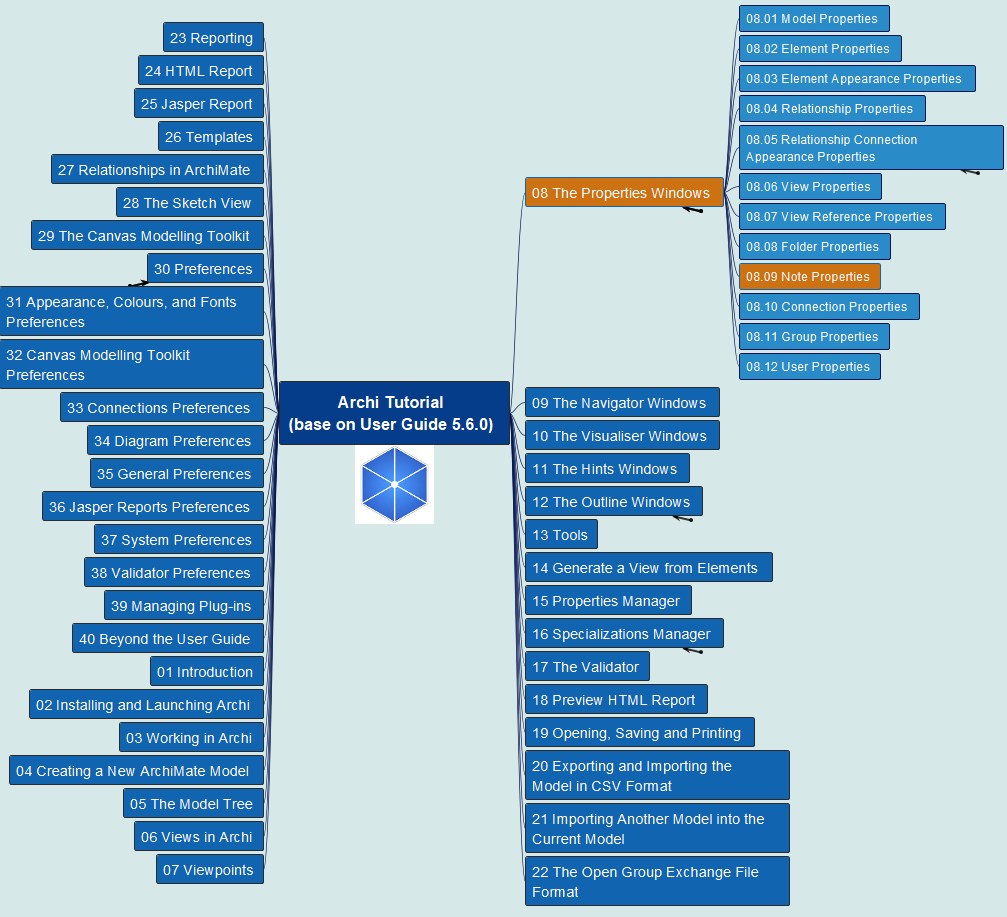 Archi Tutorial
(base on User Guide 5.6.0)
23 Reporting
24 HTML Report
25 Jasper Report
26 Templates
27 Relationships in ArchiMate
28 The Sketch View
29 The Canvas Modelling Toolkit
30 Preferences
31 Appearance, Colours, and Fonts
Preferences
32 Canvas Modelling Toolkit
Preferences
33 Connections Preferences
34 Diagram Preferences
35 General Preferences
36 Jasper Reports Preferences
37 System Preferences
38 Validator Preferences
39 Managing Plug-ins
40 Beyond the User Guide
01 Introduction
02 Installing and Launching Archi
03 Working in Archi
04 Creating a New ArchiMate Model
05 The Model Tree
06 Views in Archi
07 Viewpoints
08 The Properties Windows
08.01 Model Properties
08.02 Element Properties
08.03 Element Appearance Properties
08.04 Relationship Properties
08.05 Relationship Connection
Appearance Properties
08.06 View Properties
08.07 View Reference Properties
08.08 Folder Properties
08.09 Note Properties
08.10 Connection Properties
08.11 Group Properties
08.12 User Properties
09 The Navigator Windows
10 The Visualiser Windows
11 The Hints Windows
12 The Outline Windows
13 Tools
14 Generate a View from Elements
15 Properties Manager
16 Specializations Manager
17 The Validator
18 Preview HTML Report
19 Opening, Saving and Printing
20 Exporting and Importing the
Model in CSV Format
21 Importing Another Model into the
Current Model
22 The Open Group Exchange File
Format